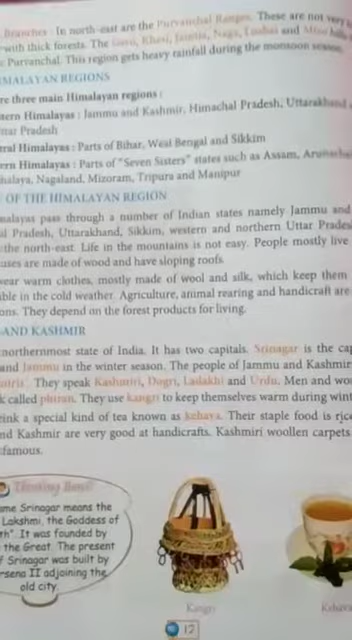 Branches : In north-east are the Purvanchal Ranges. These are not very
with thick forests. The Garo, Khasi, Jaintia, Naga, Lushai and Mizo hills
Purvanchal. This region gets heavy rainfall during the monsoon season.
IMALAYAN REGIONS
re three main Himalayan regions :
tern Himalayas : Jammu and Kashmir, Himachal Pradesh, Uttarakhand
ttar Pradesh
tral Himalayas : Parts of Bihar, West Bengal and Sikkim
ern Himalayas : Parts of "Seven Sisters" states such as Assam, Arunachal
halaya, Nagaland, Mizoram, Tripura and Manipur
OF THE HIMALAYAN REGION
malayas pass through a number of Indian states namely Jammu and
al Pradesh, Uttarakhand, Sikkim, western and northern Uttar Prades
the north-east. Life in the mountains is not easy. People mostly live
uses are made of wood and have sloping roofs.
wear warm clothes, mostly made of wool and silk, which keep them
ible in the cold weather. Agriculture, animal rearing and handicraft are
ons. They depend on the forest products for living.
AND KASHMIR
northernmost state of India. It has two capitals. Srinagar is the cap
and Jammu in the winter season. The people of Jammu and Kashmir
They speak Kashmiri, Dogri, Ladakhi and Urdu. Men and wo
k called phiran. They use kangri to keep themselves warm during wint
rink a special kind of tea known as kehava. Their staple food is rice
nd Kashmir are very good at handicrafts. Kashmiri woollen carpets
famous.
Thinking Bowl
ame Srinagar means the
Lakshmi, the Goddess of
th". It was founded by
the Great. The present
f Srinagar was built by
rsena II adjoining the
old city.
Kangri
Kehava
12